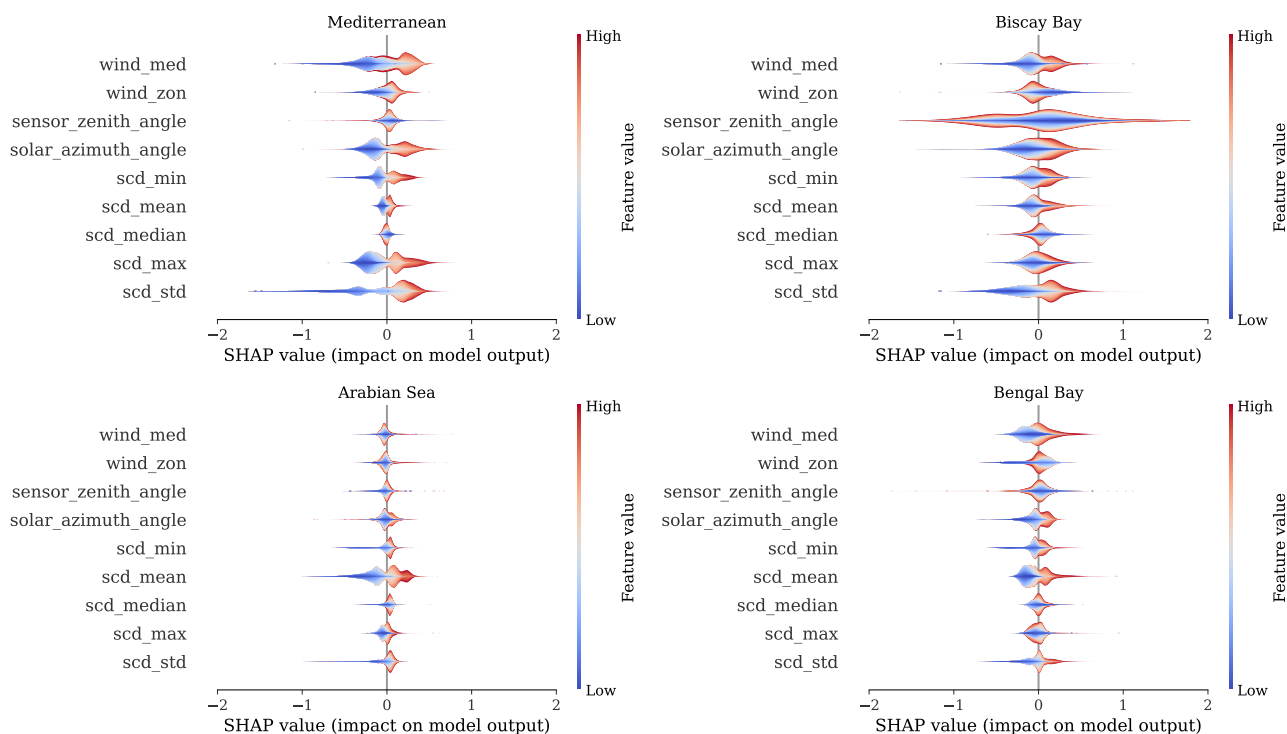 Mediterranean
High
wind_med
wind_zon
sensor_zenith_angle
solar_azimuth_angle
scd_min
scd_mean
scd_median
scd_max
scd_std
Feature value
Low
−2 −1 0 1 2
SHAP value (impact on model output)
Biscay Bay
High
wind_med
wind_zon
sensor_zenith_angle
solar_azimuth_angle
scd_min
scd_mean
scd_median
scd_max
scd_std
Feature value
Low
−2 −1 0 1 2
SHAP value (impact on model output)
Arabian Sea
High
wind_med
wind_zon
sensor_zenith_angle
solar_azimuth_angle
scd_min
scd_mean
scd_median
scd_max
scd_std
Feature value
Low
−2 −1 0 1 2
SHAP value (impact on model output)
Bengal Bay
High
wind_med
wind_zon
sensor_zenith_angle
solar_azimuth_angle
scd_min
scd_mean
scd_median
scd_max
scd_std
Feature value
Low
−2 −1 0 1 2
SHAP value (impact on model output)